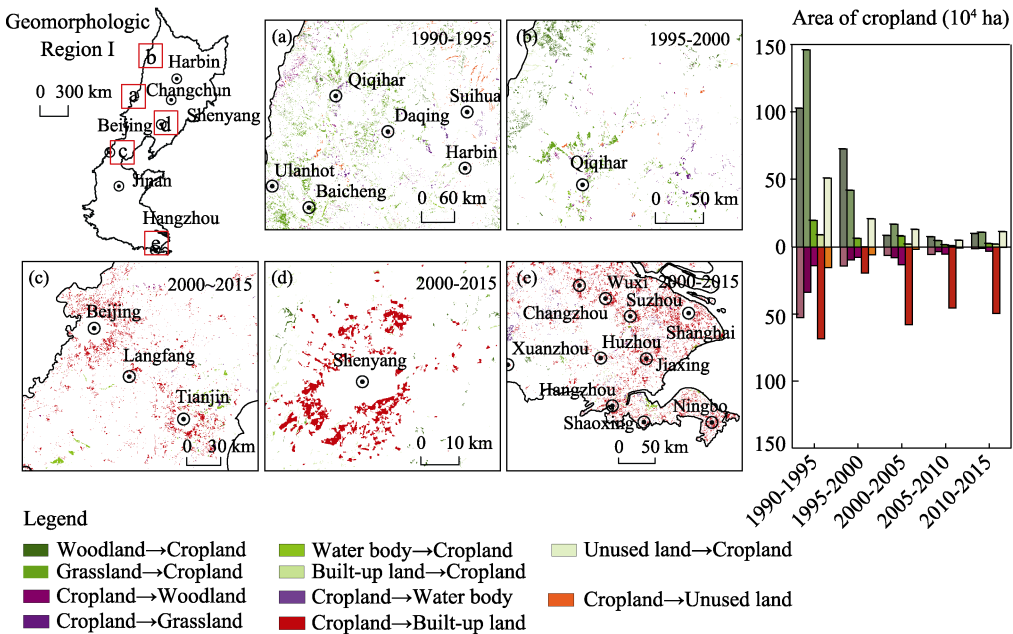 Geomorphologic
Region I
0 300 km
b
Harbin
a
Changchun
Shenyang
Beijing
d
c
Jinan
Hangzhou
e
(a)
1990-1995
Qiqihar
Suihua
Daqing
Harbin
Ulanhot
Baicheng
0 60 km
(b)
1995-2000
Qiqihar
0 50 km
(c)
2000~2015
Beijing
Langfang
Tianjin
0 30 km
(d)
2000-2015
Shenyang
0 10 km
(e)
Wuxi 2000-2015
Changzhou
Suzhou
Shanghai
Huzhou
Xuanzhou
Jiaxing
Hangzhou
Ningbo
Shaoxing
0 50 km
Area of cropland (10⁴ ha)
150
100
50
0
50
100
150
1990-1995
1995-2000
2000-2005
2005-2010
2010-2015
Legend
Woodland→Cropland
Grassland→Cropland
Cropland→Woodland
Cropland→Grassland
Water body→Cropland
Built-up land→Cropland
Cropland→Water body
Cropland→Built-up land
Unused land→Cropland
Cropland→Unused land